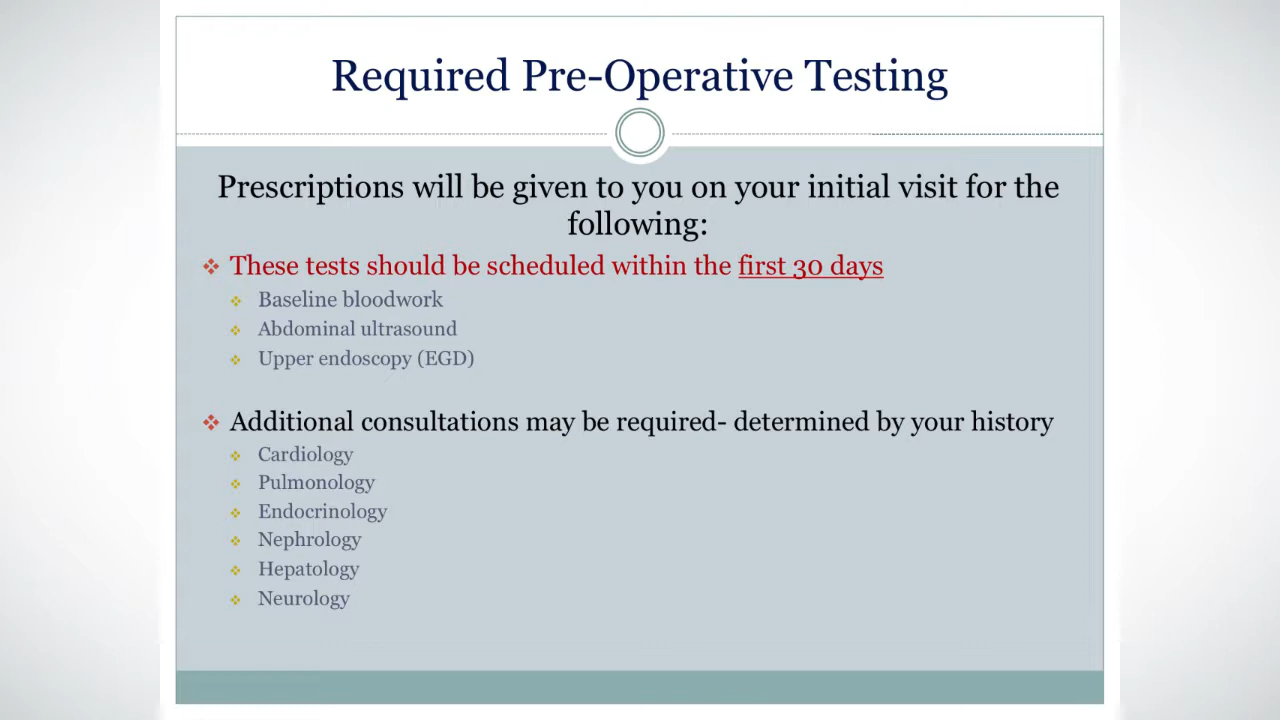 Required Pre-Operative Testing
Prescriptions will be given to you on your initial visit for the
following:
These tests should be scheduled within the first 30 days
Baseline bloodwork
Abdominal ultrasound
Upper endoscopy (EGD)
Additional consultations may be required- determined by your history
Cardiology
Pulmonology
Endocrinology
Nephrology
Hepatology
Neurology